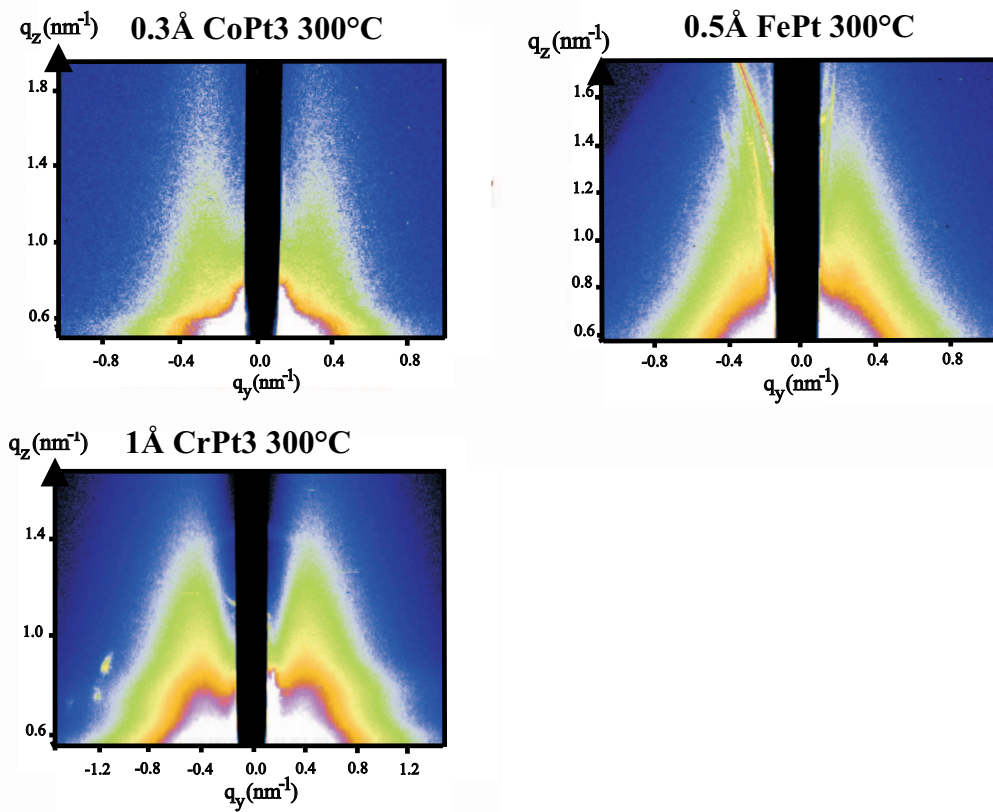 0.3Å CoPt3 300°C
q_z(nm⁻¹)
1.8
1.4
1.0
0.6
-0.8 -0.4 0.0 0.4 0.8
q_y(nm⁻¹)
0.5Å FePt 300°C
q_z(nm⁻¹)
1.6
1.4
1.2
1.0
0.8
0.6
-0.8 -0.4 0.0 0.4 0.8
q_y(nm⁻¹)
1Å CrPt3 300°C
q_z(nm⁻¹)
1.4
1.0
0.6
-1.2 -0.8 -0.4 0.0 0.4 1.2
q_y(nm⁻¹)